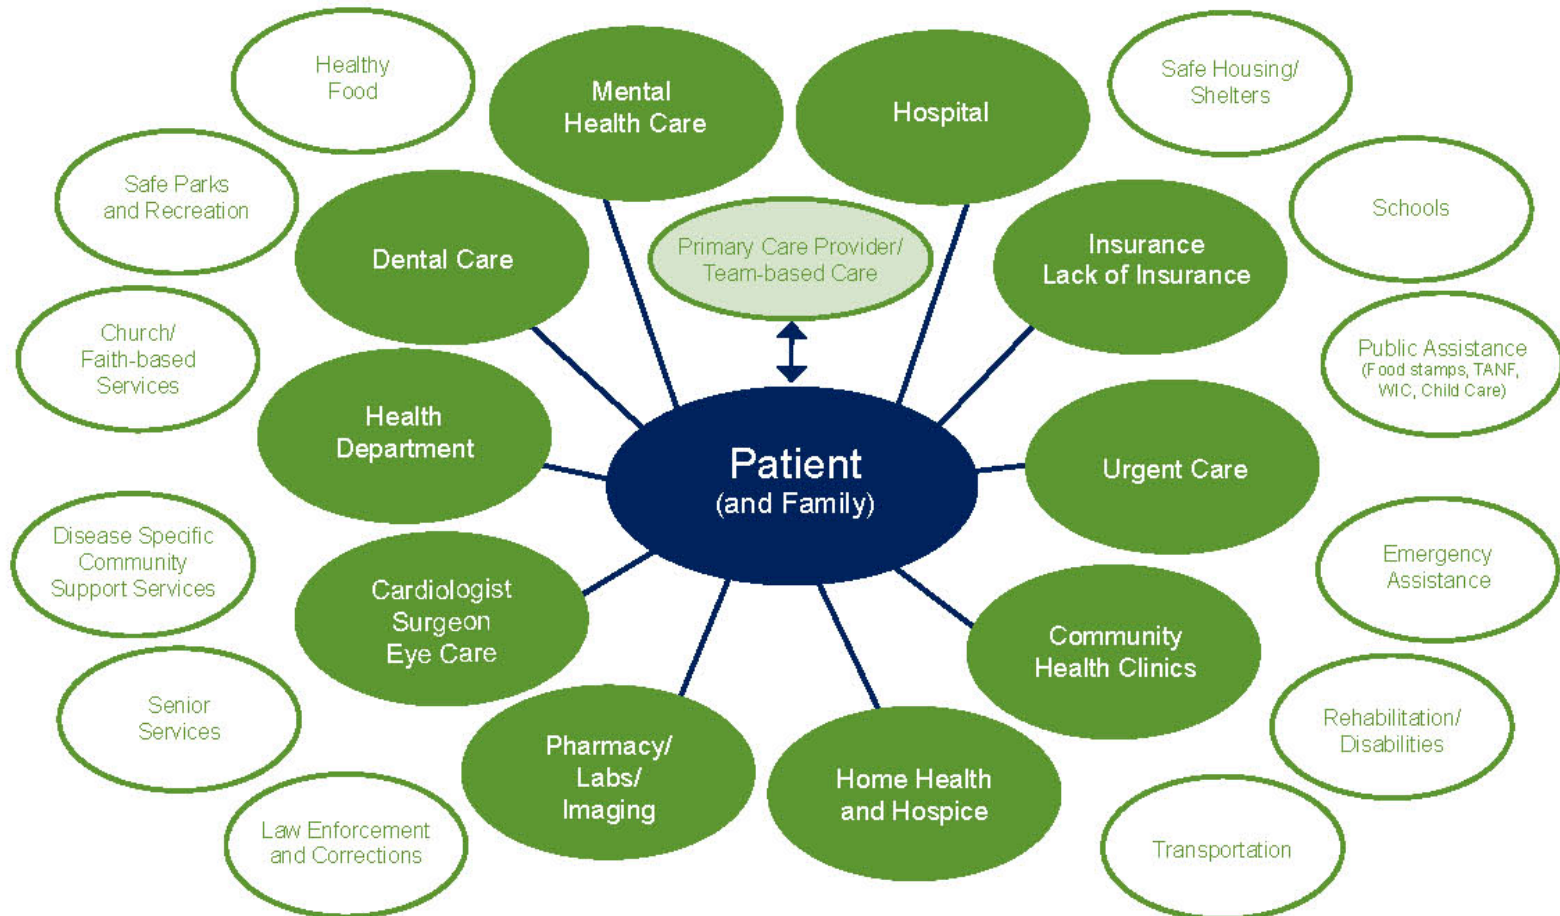 Healthy
Food
Mental
Health Care
Hospital
Safe Housing/
Shelters
Safe Parks
and Recreation
Dental Care
Primary Care Provider/
Team-based Care
Insurance
Lack of Insurance
Schools
Church/
Faith-based
Services
Health
Department
Patient
(and Family)
Urgent Care
Public Assistance
(Food stamps, TANF,
WIC, Child Care)
Disease Specific
Community
Support Services
Cardiologist
Surgeon
Eye Care
Community
Health Clinics
Emergency
Assistance
Senior
Services
Pharmacy/
Labs/
Imaging
Home Health
and Hospice
Rehabilitation/
Disabilities
Law Enforcement
and Corrections
Transportation